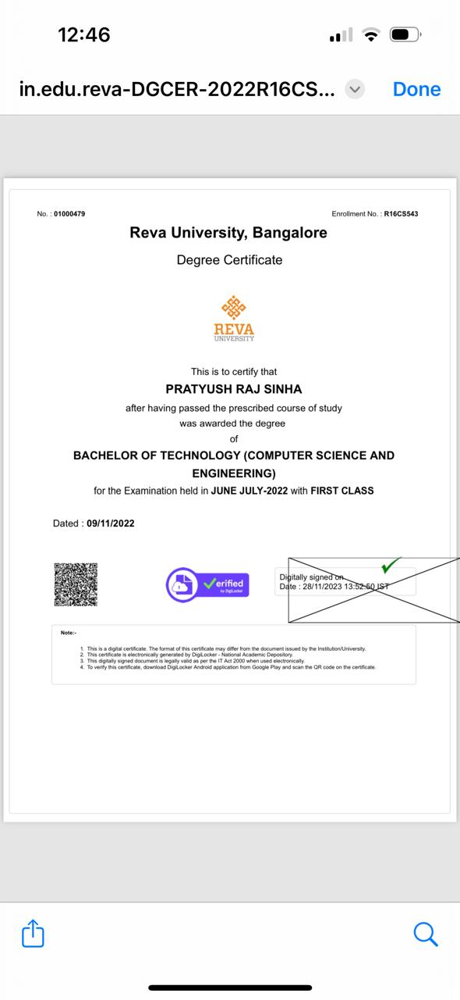 12:46
in.edu.reva-DGCER-2022R16CS...
Done
No. : 01000479
Enrollment No. : R16CS543
Reva University, Bangalore
Degree Certificate
REVA
UNIVERSITY
This is to certify that
PRATYUSH RAJ SINHA
after having passed the prescribed course of study
was awarded the degree
of
BACHELOR OF TECHNOLOGY (COMPUTER SCIENCE AND
ENGINEERING)
for the Examination held in JUNE JULY-2022 with FIRST CLASS
Dated : 09/11/2022
erified
by DigiLocker
Digitally signed on
Date : 28/11/2023 13:52:50 IST
Note:-
1. This is a digital certificate. The format of this certificate may differ from the document issued by the Institution/University.
2. This certificate is electronically generated by DigiLocker - National Academic Depository.
3. This digitally signed document is legally valid as per the IT Act 2000 when used electronically.
4. To verify this certificate, download DigiLocker Android application from Google Play and scan the QR code on the certificate.